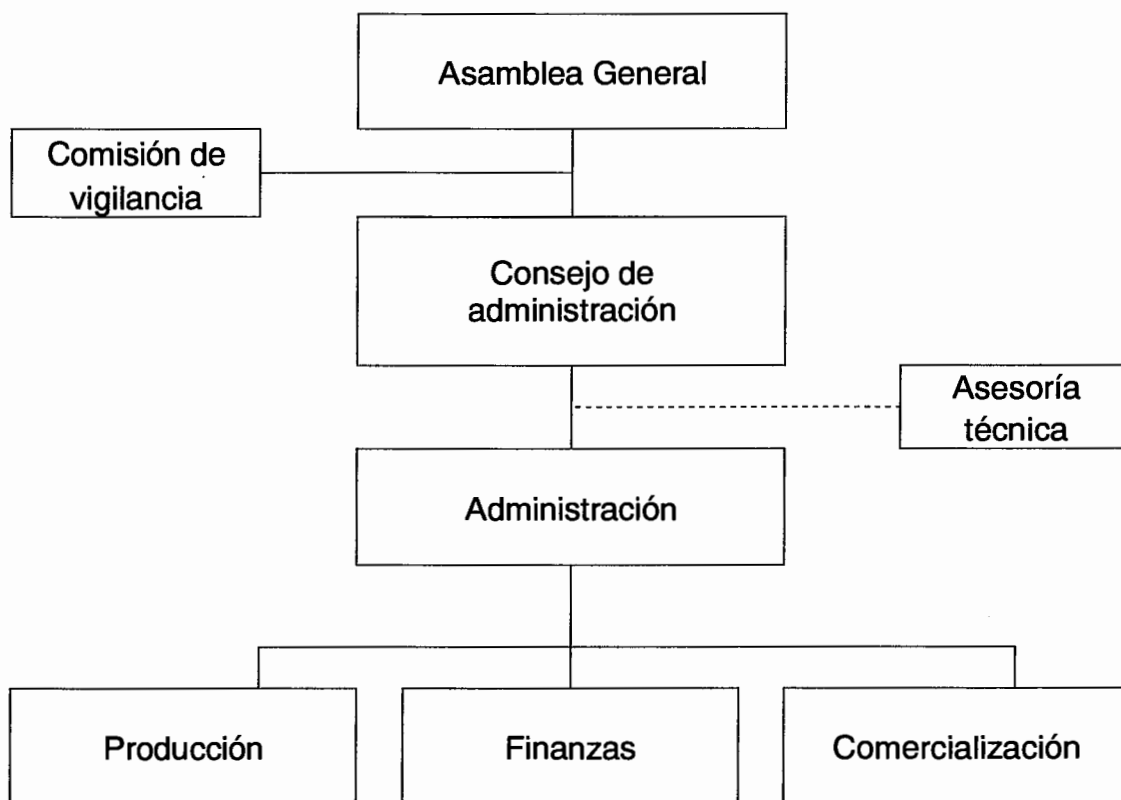 Asamblea General
Comisión de
vigilancia
Consejo de
administración
Asesoría
técnica
Administración
Producción
Finanzas
Comercialización